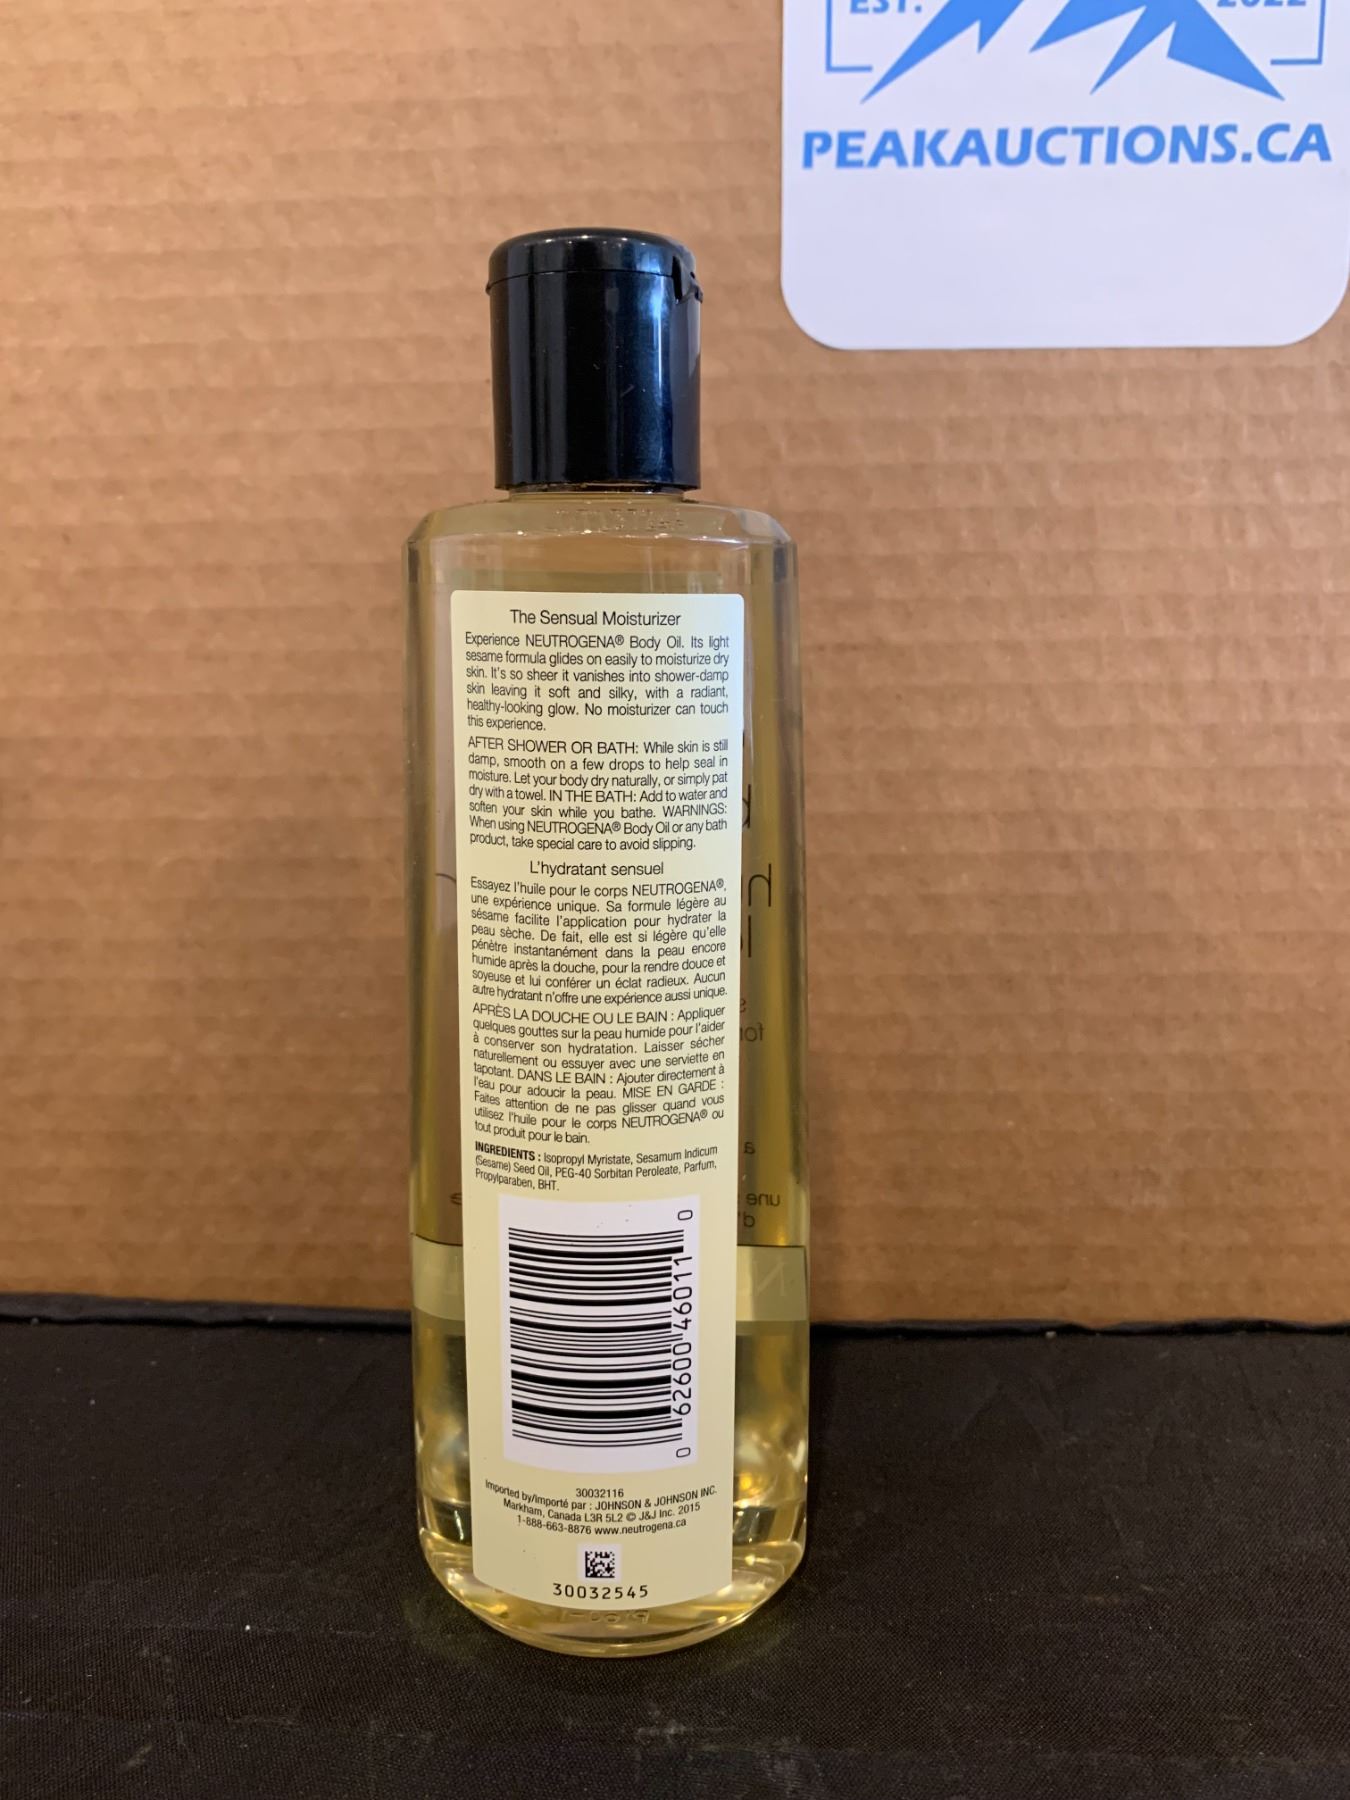 EST. 2022
PEAKAUCTIONS.CA
The Sensual Moisturizer
Experience NEUTROGENA® Body Oil. Its light
sesame formula glides on easily to moisturize dry
skin. It's so sheer it vanishes into shower-damp
skin leaving it soft and silky, with a radiant,
healthy-looking glow. No moisturizer can touch
this experience.
AFTER SHOWER OR BATH: While skin is still
damp, smooth on a few drops to help seal in
moisture. Let your body dry naturally, or simply pat
dry with a towel. IN THE BATH: Add to water and
soften your skin while you bathe. WARNINGS:
When using NEUTROGENA® Body Oil or any bath
product, take special care to avoid slipping.
L'hydratant sensuel
Essayez l'huile pour le corps NEUTROGENA®,
une expérience unique. Sa formule légère au
sésame facilite l'application pour hydrater la
peau sèche. De fait, elle est si légère qu'elle
pénètre instantanément dans la peau encore
humide après la douche, pour la rendre douce et
soyeuse et lui conférer un éclat radieux. Aucun
autre hydratant n'offre une expérience aussi unique.
APRÈS LA DOUCHE OU LE BAIN : Appliquer
quelques gouttes sur la peau humide pour l'aider
à conserver son hydratation. Laisser sécher
naturellement ou essuyer avec une serviette en
tapotant. DANS LE BAIN : Ajouter directement à
l'eau pour adoucir la peau. MISE EN GARDE :
Faites attention de ne pas glisser quand vous
utilisez l'huile pour le corps NEUTROGENA® ou
tout produit pour le bain.
INGREDIENTS : Isopropyl Myristate, Sesamum Indicum
(Sesame) Seed Oil, PEG-40 Sorbitan Peroleate, Parfum,
Propylparaben, BHT.
0 62600 46011 0
30032116
Imported by/Importé par : JOHNSON & JOHNSON INC.
Markham, Canada L3R 5L2 © J&J Inc. 2015
1-888-663-8876 www.neutrogena.ca
30032545